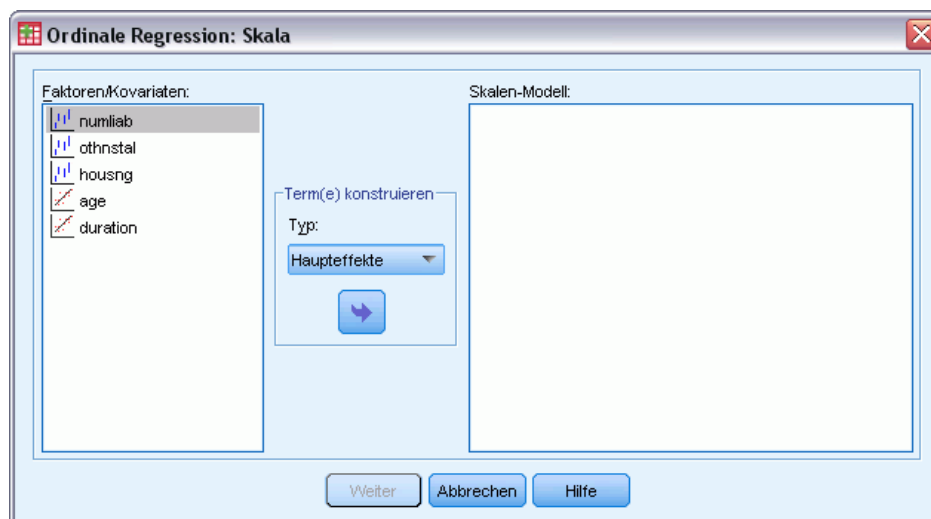 Ordinale Regression: Skala
Faktoren/Kovariaten:
numliab
othnstal
housng
age
duration
Term(e) konstruieren
Typ:
Haupteffekte
Skalen-Modell:
Weiter
Abbrechen
Hilfe